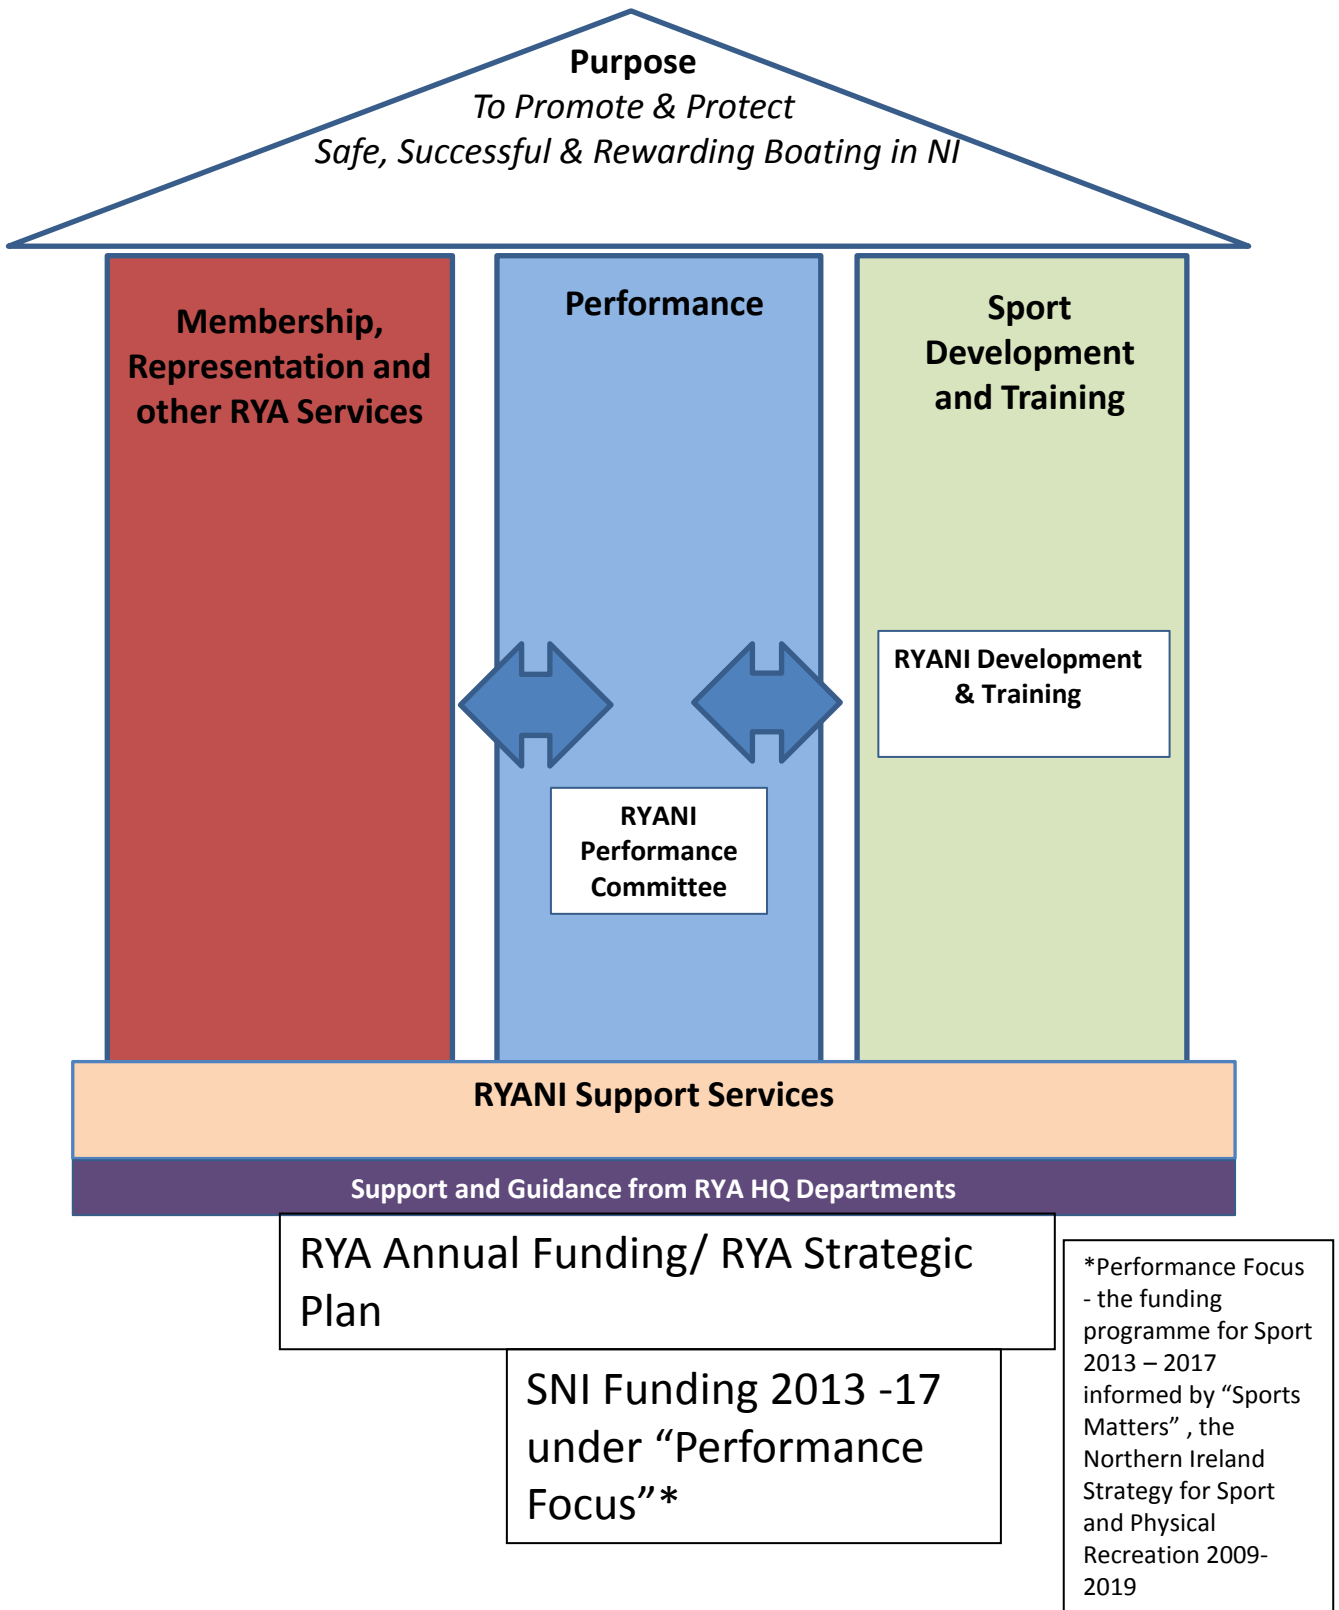 Purpose
To Promote & Protect
Safe, Successful & Rewarding Boating in NI
Membership,
Representation and
other RYA Services
Performance
Sport
Development
and Training
RYANI Development
& Training
RYANI
Performance
Committee
RYANI Support Services
Support and Guidance from RYA HQ Departments
RYA Annual Funding/ RYA Strategic
Plan
SNI Funding 2013 -17
under “Performance
Focus”*
*Performance Focus
- the funding
programme for Sport
2013 – 2017
informed by “Sports
Matters” , the
Northern Ireland
Strategy for Sport
and Physical
Recreation 2009-
2019